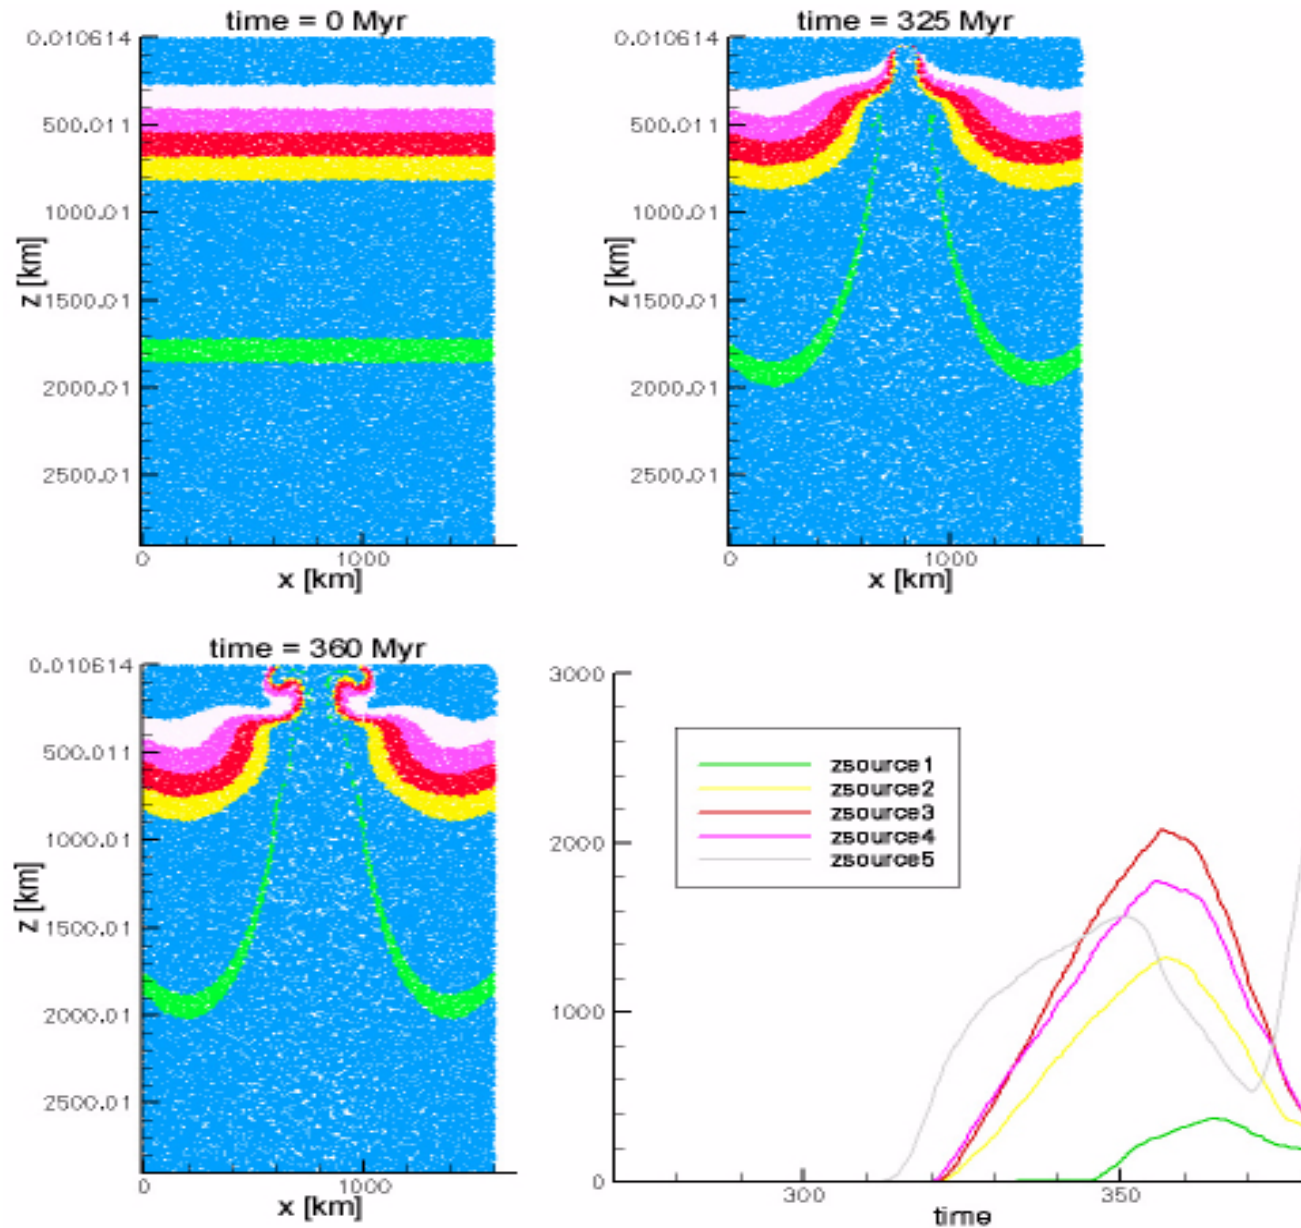 time = 0 Myr
0.010614
500.011
1000.01
1500.01
2000.01
2500.01
z [km]
0 1000
x [km]
time = 325 Myr
0.010614
500.011
1000.01
1500.01
2000.01
2500.01
z [km]
0 1000
x [km]
time = 360 Myr
0.010614
500.011
1000.01
1500.01
2000.01
2500.01
z [km]
0 1000
x [km]
3000
2000
1000
0
zsource1
zsource2
zsource3
zsource4
zsource5
300 350
time